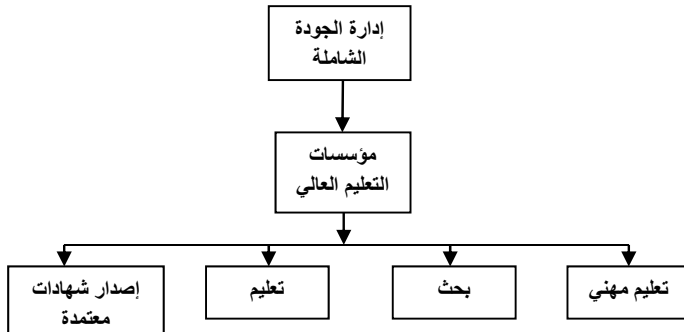 إدارة الجودة
الشاملة
مؤسسات
التعليم العالي
تعليم مهني
بحث
تعليم
إصدار شهادات
معتمدة